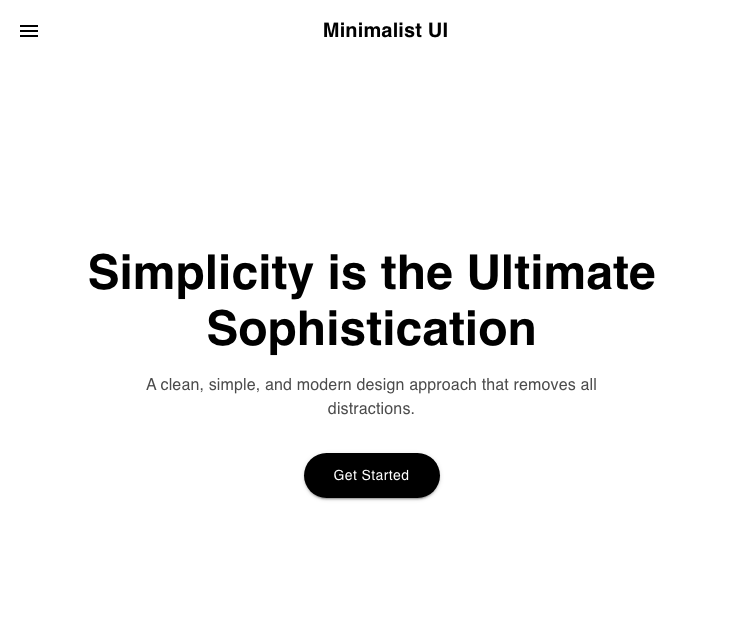 Minimalist UI
Simplicity is the Ultimate
Sophistication
A clean, simple, and modern design approach that removes all
distractions.
Get Started